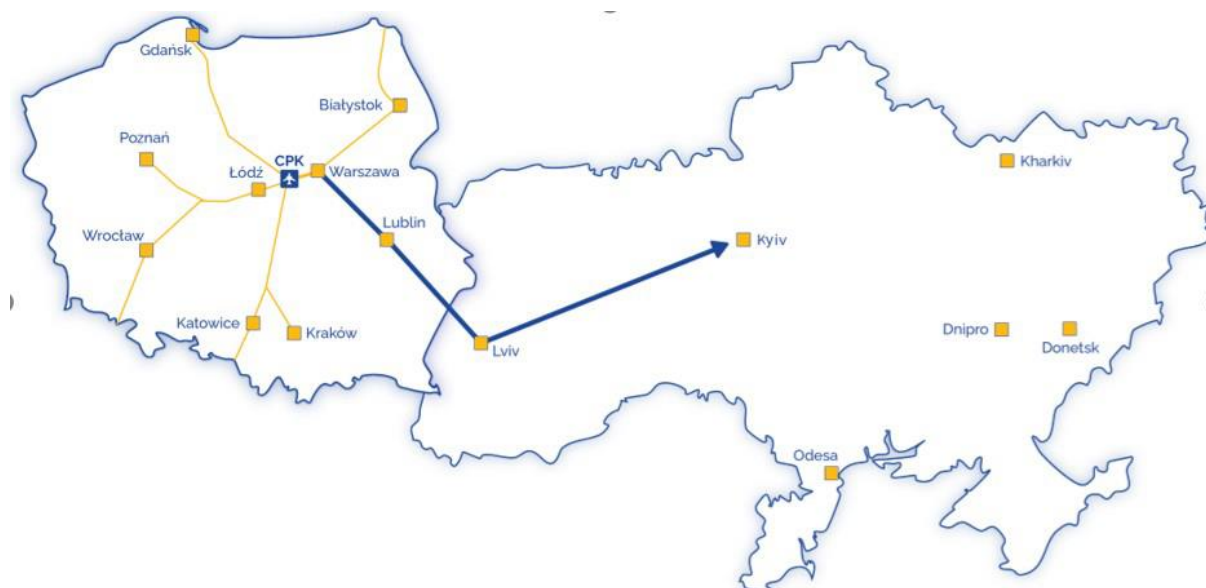 Gdańsk
Białystok
Poznań
CPK
Łódź
Warszawa
Kharkiv
Lublin
Wrocław
Kyiv
Katowice
Kraków
Lviv
Dnipro
Donetsk
Odesa